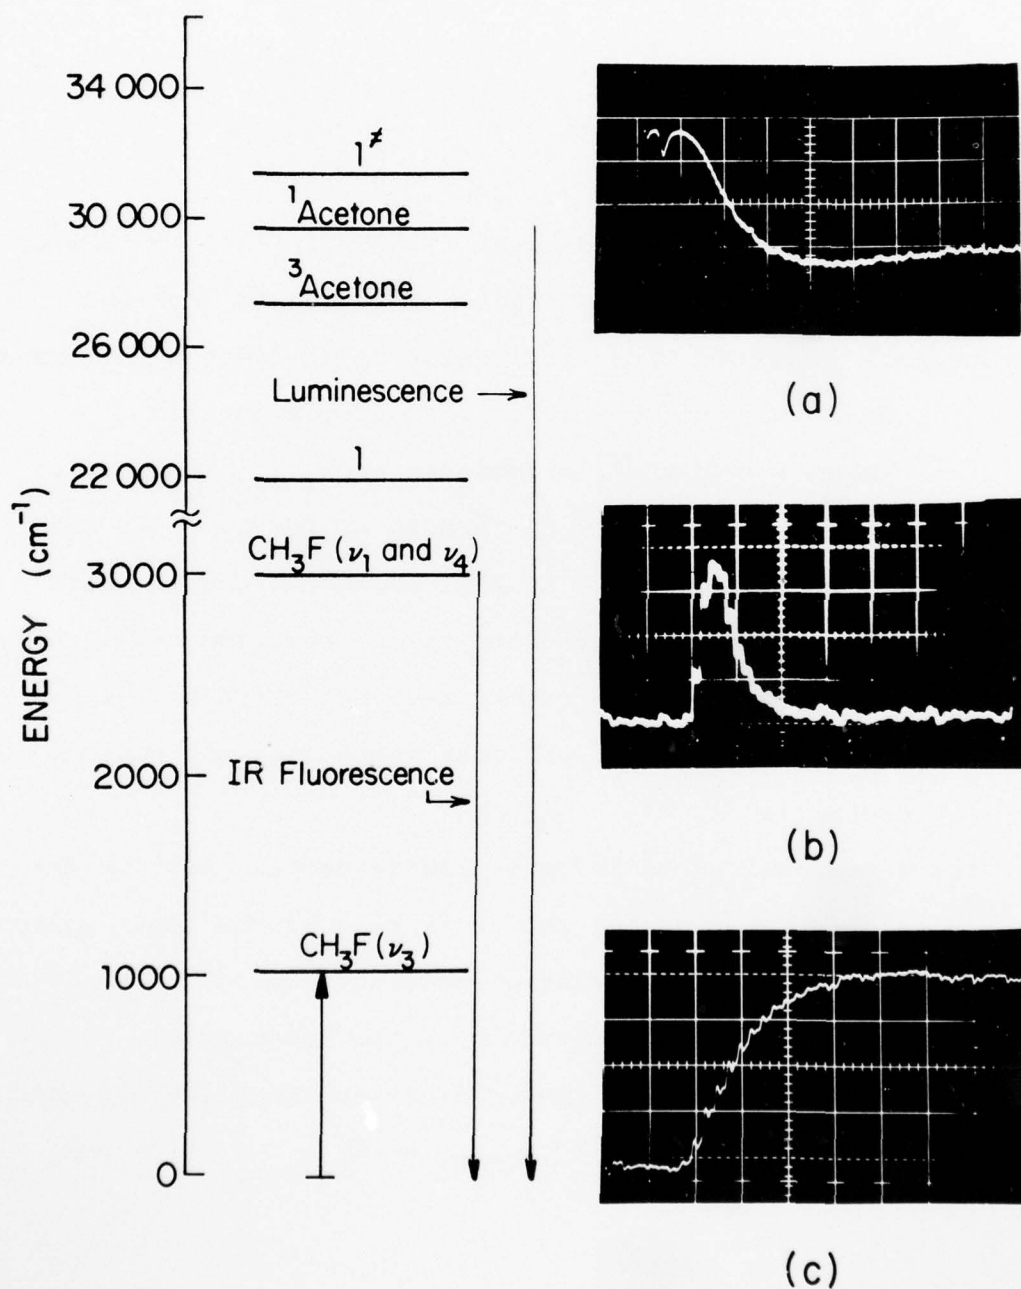 34 000
1≠
¹Acetone
30 000
³Acetone
26 000
Luminescence
1
22 000
CH₃F (ν₁ and ν₄)
3000
ENERGY (cm⁻¹)
2000
IR Fluorescence
CH₃F (ν₃)
1000
0
(a)
(b)
(c)